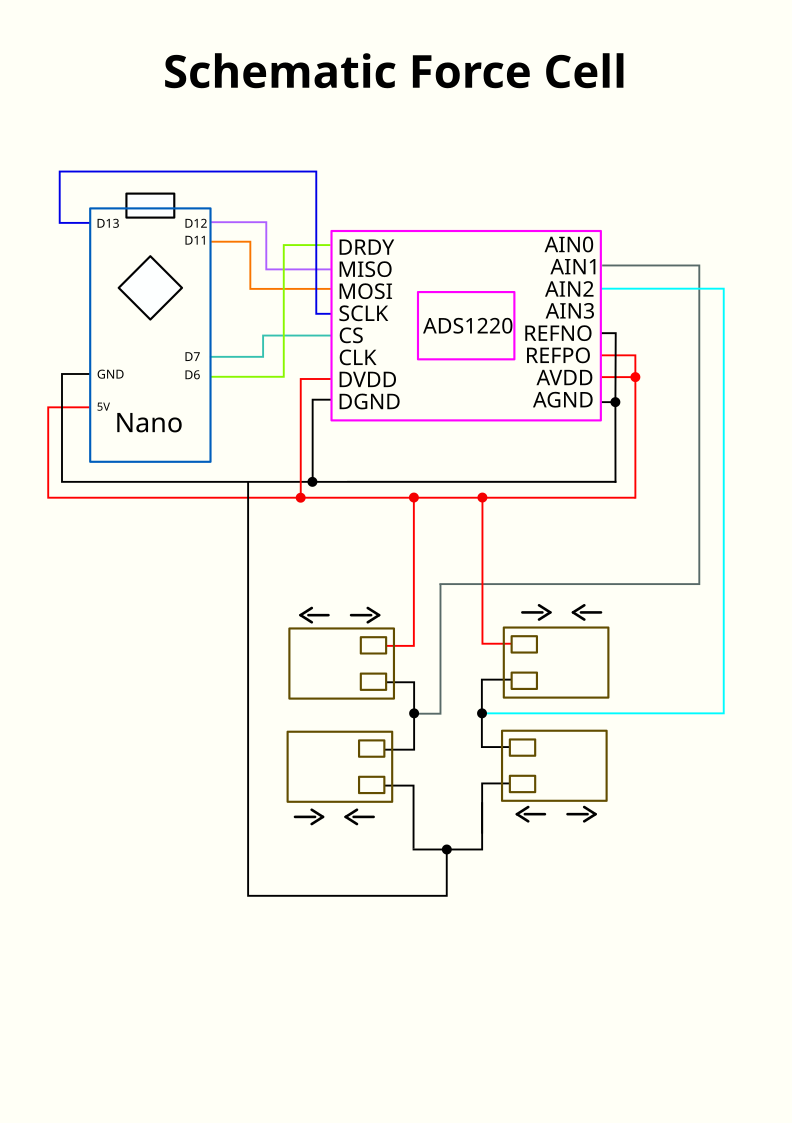 Schematic Force Cell
D13
D12
D11
D7
D6
GND
5V
Nano
DRDY
MISO
MOSI
SCLK
CS
CLK
DVDD
DGND
ADS1220
AIN0
AIN1
AIN2
AIN3
REFNO
REFPO
AVDD
AGND